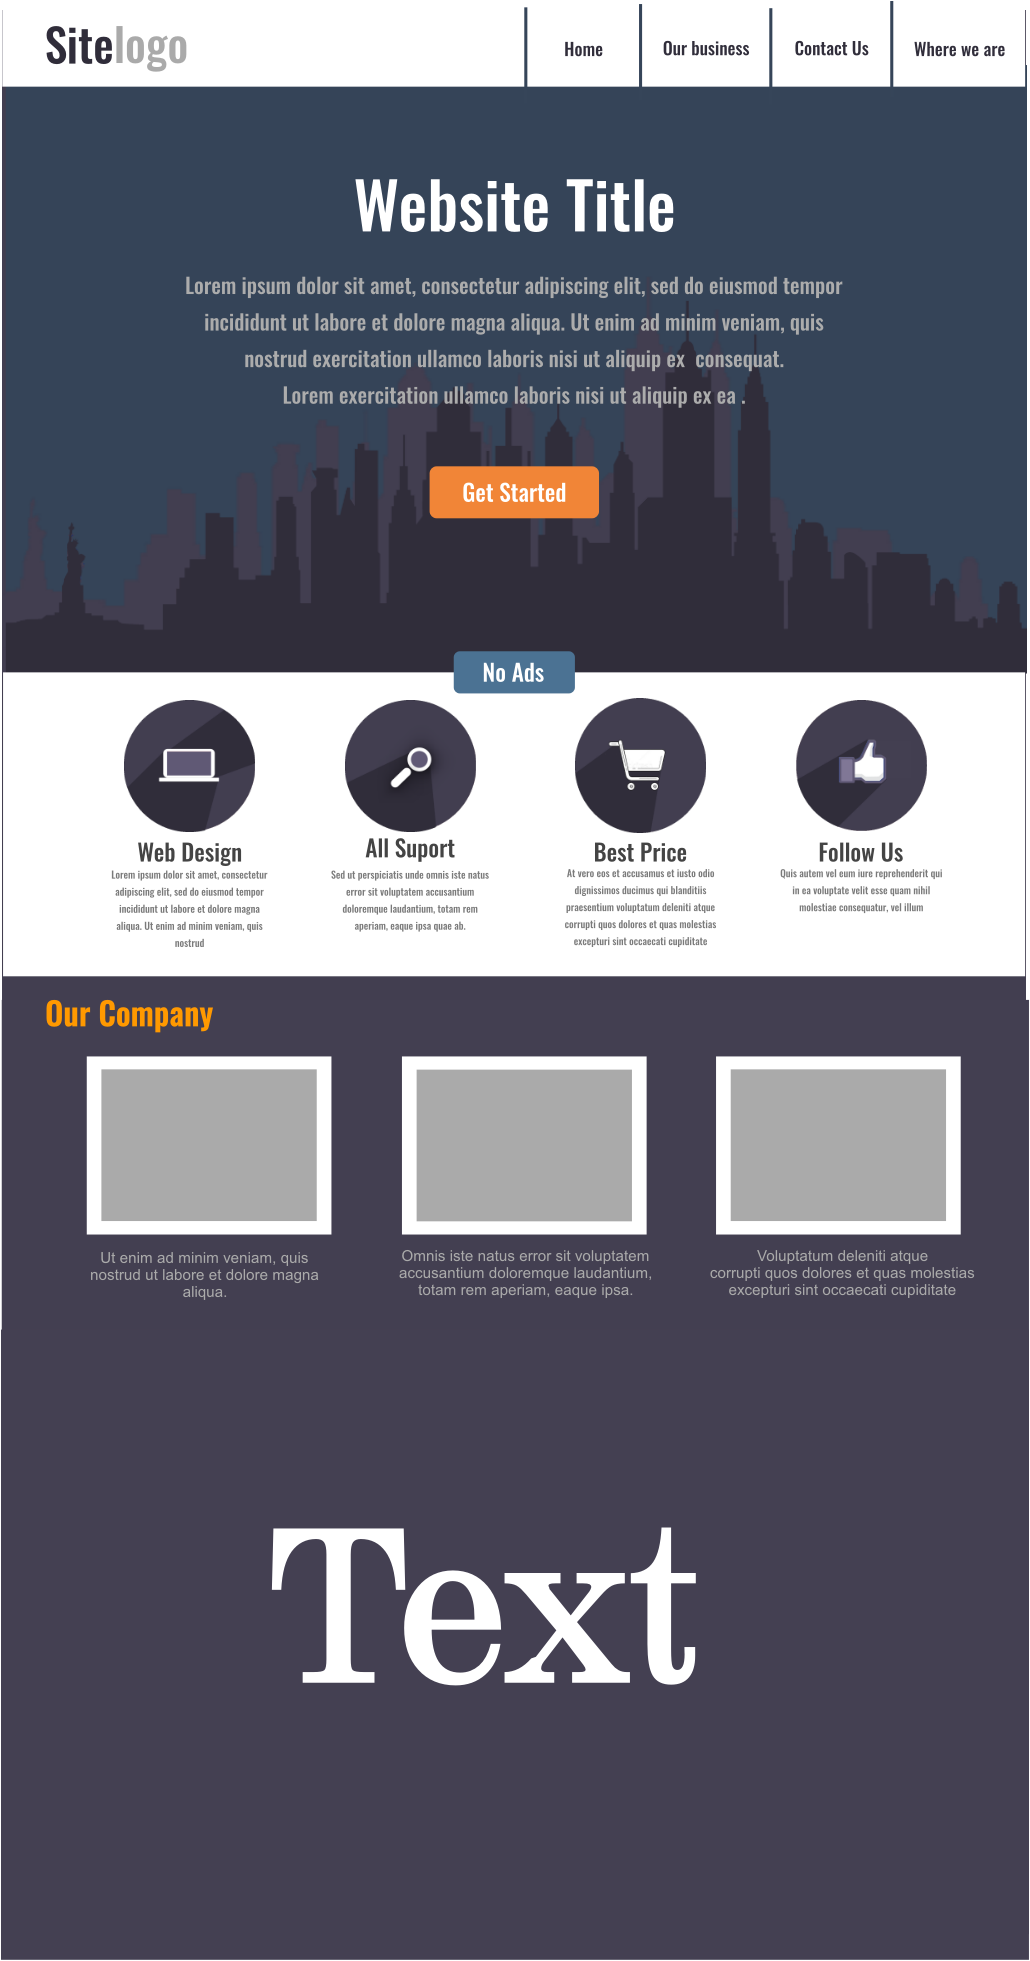 Sitelogo
Home
Our business
Contact Us
Where we are
Website Title
Lorem ipsum dolor sit amet, consectetur adipiscing elit, sed do eiusmod tempor
incididunt ut labore et dolore magna aliqua. Ut enim ad minim veniam, quis
nostrud exercitation ullamco laboris nisi ut aliquip ex  consequat.
Lorem exercitation ullamco laboris nisi ut aliquip ex ea .
Get Started
No Ads
Web Design
Lorem ipsum dolor sit amet, consectetur
adipiscing elit, sed do eiusmod tempor
incididunt ut labore et dolore magna
aliqua. Ut enim ad minim veniam, quis
nostrud
All Suport
Sed ut perspiciatis unde omnis iste natus
error sit voluptatem accusantium
doloremque laudantium, totam rem
aperiam, eaque ipsa quae ab.
Best Price
At vero eos et accusamus et iusto odio
dignissimos ducimus qui blanditiis
praesentium voluptatum deleniti atque
corrupti quos dolores et quas molestias
excepturi sint occaecati cupiditate
Follow Us
Quis autem vel eum iure reprehenderit qui
in ea voluptate velit esse quam nihil
molestiae consequatur, vel illum
Our Company
Ut enim ad minim veniam, quis
nostrud ut labore et dolore magna
aliqua.
Omnis iste natus error sit voluptatem
accusantium doloremque laudantium,
totam rem aperiam, eaque ipsa.
Voluptatum deleniti atque
corrupti quos dolores et quas molestias
excepturi sint occaecati cupiditate
Text